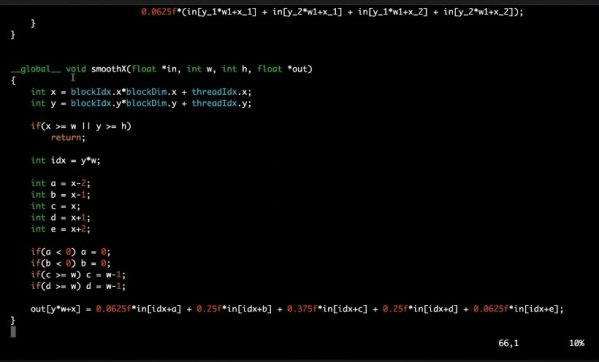 0.0625f*(in[y_1*w1+x_1] + in[y_2*w1+x_1] + in[y_1*w1+x_2] + in[y_2*w1+x_2]);
}
}
__global__ void smoothX(float *in, int w, int h, float *out)
{
int x = blockIdx.x*blockDim.x + threadIdx.x;
int y = blockIdx.y*blockDim.y + threadIdx.y;
if(x >= w || y >= h)
return;
int idx = y*w;
int a = x-2;
int b = x-1;
int c = x;
int d = x+1;
int e = x+2;
if(a < 0) a = 0;
if(b < 0) b = 0;
if(c >= w) c = w-1;
if(d >= w) d = w-1;
out[y*w+x] = 0.0625f*in[idx+a] + 0.25f*in[idx+b] + 0.375f*in[idx+c] + 0.25f*in[idx+d] + 0.0625f*in[idx+e];
}
66,1 10%